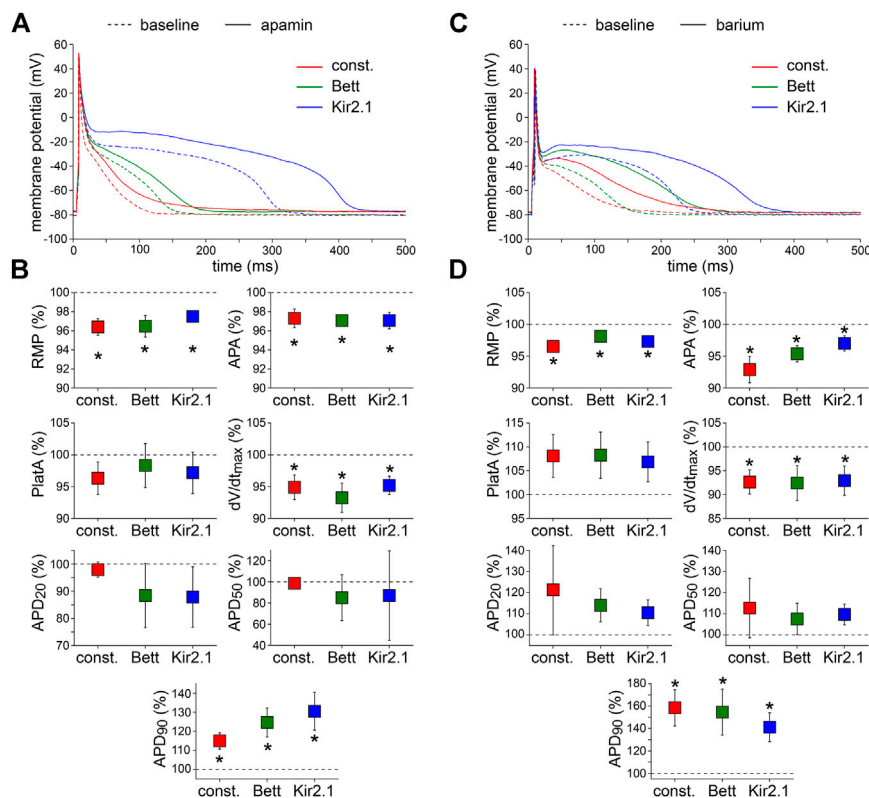 A
baseline
apamin
membrane potential (mV)
60
40
20
0
-20
-40
-60
-80
-100
const.
Bett
Kir2.1
0
100
200
300
400
500
time (ms)
B
RMP (%)
100
98
96
94
92
90
*
*
*
const.
Bett
Kir2.1
APA (%)
100
98
96
94
92
90
*
*
*
const.
Bett
Kir2.1
PlatA (%)
105
100
95
90
const.
Bett
Kir2.1
dV/dtmax (%)
105
100
95
90
*
*
*
const.
Bett
Kir2.1
APD20 (%)
100
90
80
70
const.
Bett
Kir2.1
APD50 (%)
120
100
80
60
40
const.
Bett
Kir2.1
APD90 (%)
130
120
110
100
*
*
*
const.
Bett
Kir2.1
C
baseline
barium
membrane potential (mV)
60
40
20
0
-20
-40
-60
-80
-100
const.
Bett
Kir2.1
0
100
200
300
400
500
time (ms)
D
RMP (%)
105
100
95
90
*
*
*
const.
Bett
Kir2.1
APA (%)
105
100
95
90
*
*
*
const.
Bett
Kir2.1
PlatA (%)
115
110
105
100
95
const.
Bett
Kir2.1
dV/dtmax (%)
105
100
95
90
85
*
*
*
const.
Bett
Kir2.1
APD20 (%)
140
130
120
110
100
const.
Bett
Kir2.1
APD50 (%)
140
130
120
110
100
const.
Bett
Kir2.1
APD90 (%)
180
160
140
120
100
*
*
*
const.
Bett
Kir2.1